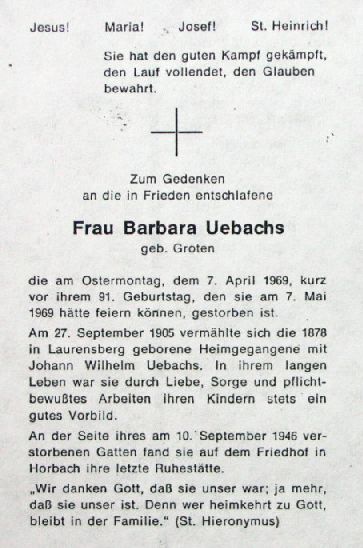 Jesus! Maria! Josef! St. Heinrich!
Sie hat den guten Kampf gekämpft,
den Lauf vollendet, den Glauben
bewahrt.
Zum Gedenken
an die in Frieden entschlafene
Frau Barbara Uebachs
geb. Groten
die am Ostermontag, dem 7. April 1969, kurz
vor ihrem 91. Geburtstag, den sie am 7. Mai
1969 hätte feiern können, gestorben ist.
Am 27. September 1905 vermählte sich die 1878
in Laurensberg geborene Heimgegangene mit
Johann Wilhelm Uebachs. In ihrem langen
Leben war sie durch Liebe, Sorge und pflicht-
bewußtes Arbeiten ihren Kindern stets ein
gutes Vorbild.
An der Seite ihres am 10. September 1946 ver-
storbenen Gatten fand sie auf dem Friedhof in
Horbach ihre letzte Ruhestätte.
„Wir danken Gott, daß sie unser war; ja mehr,
daß sie unser ist. Denn wer heimkehrt zu Gott,
bleibt in der Familie.“ (St. Hieronymus)